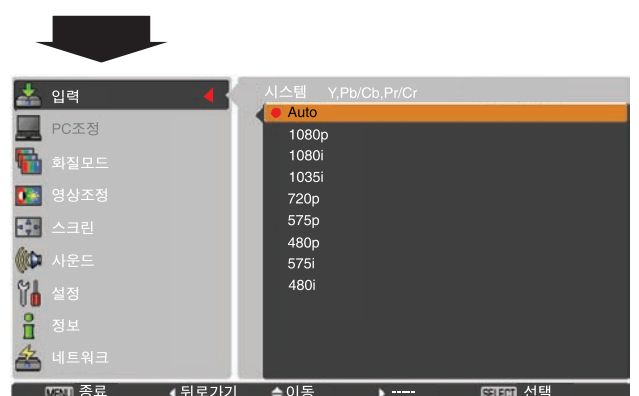 입력
PC조정
화질모드
영상조정
스크린
사운드
설정
정보
네트워크
시스템 Y,Pb/Cb,Pr/Cr
Auto
1080p
1080i
1035i
720p
575p
480p
575i
480i
MENU 종료 뒤로가기 이동 ----- SELECT 선택